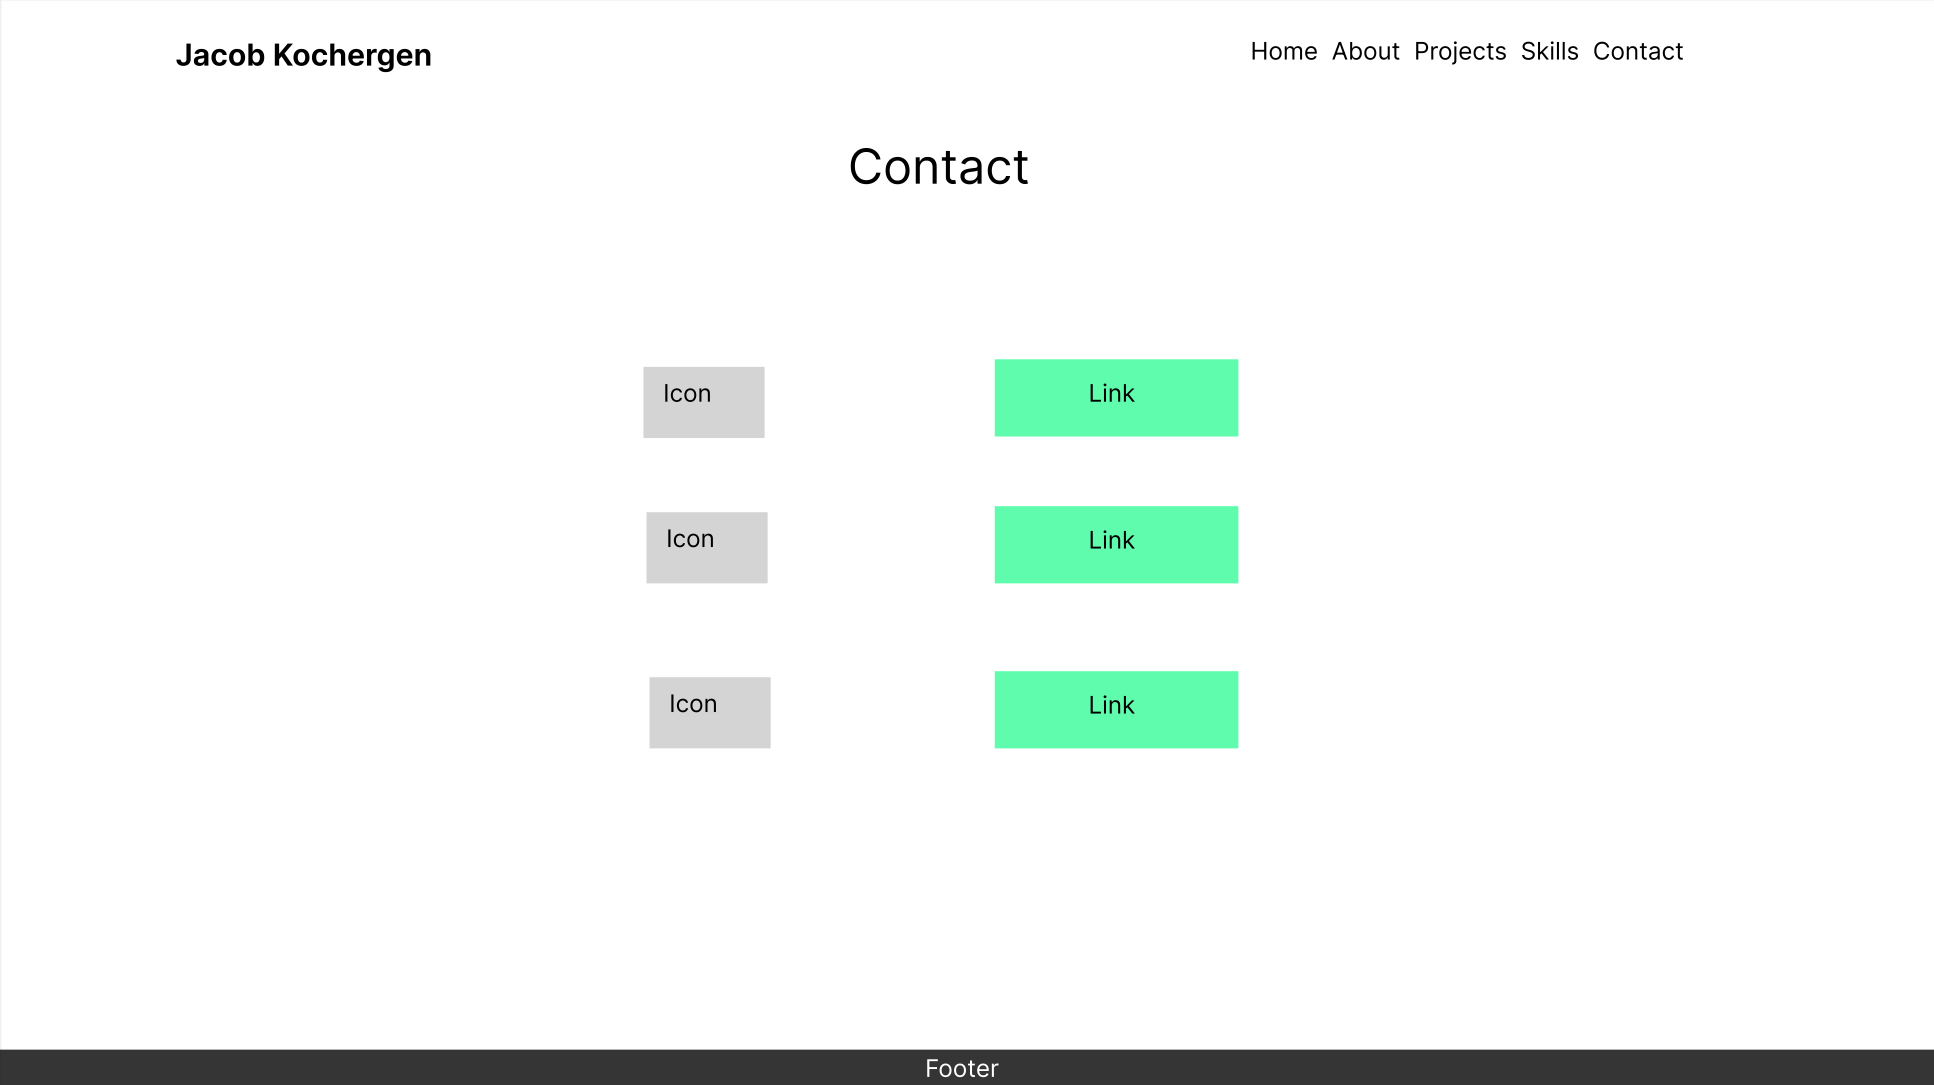 Jacob Kochergen
Home About Projects Skills Contact
Contact
Icon
Link
Icon
Link
Icon
Link
Footer